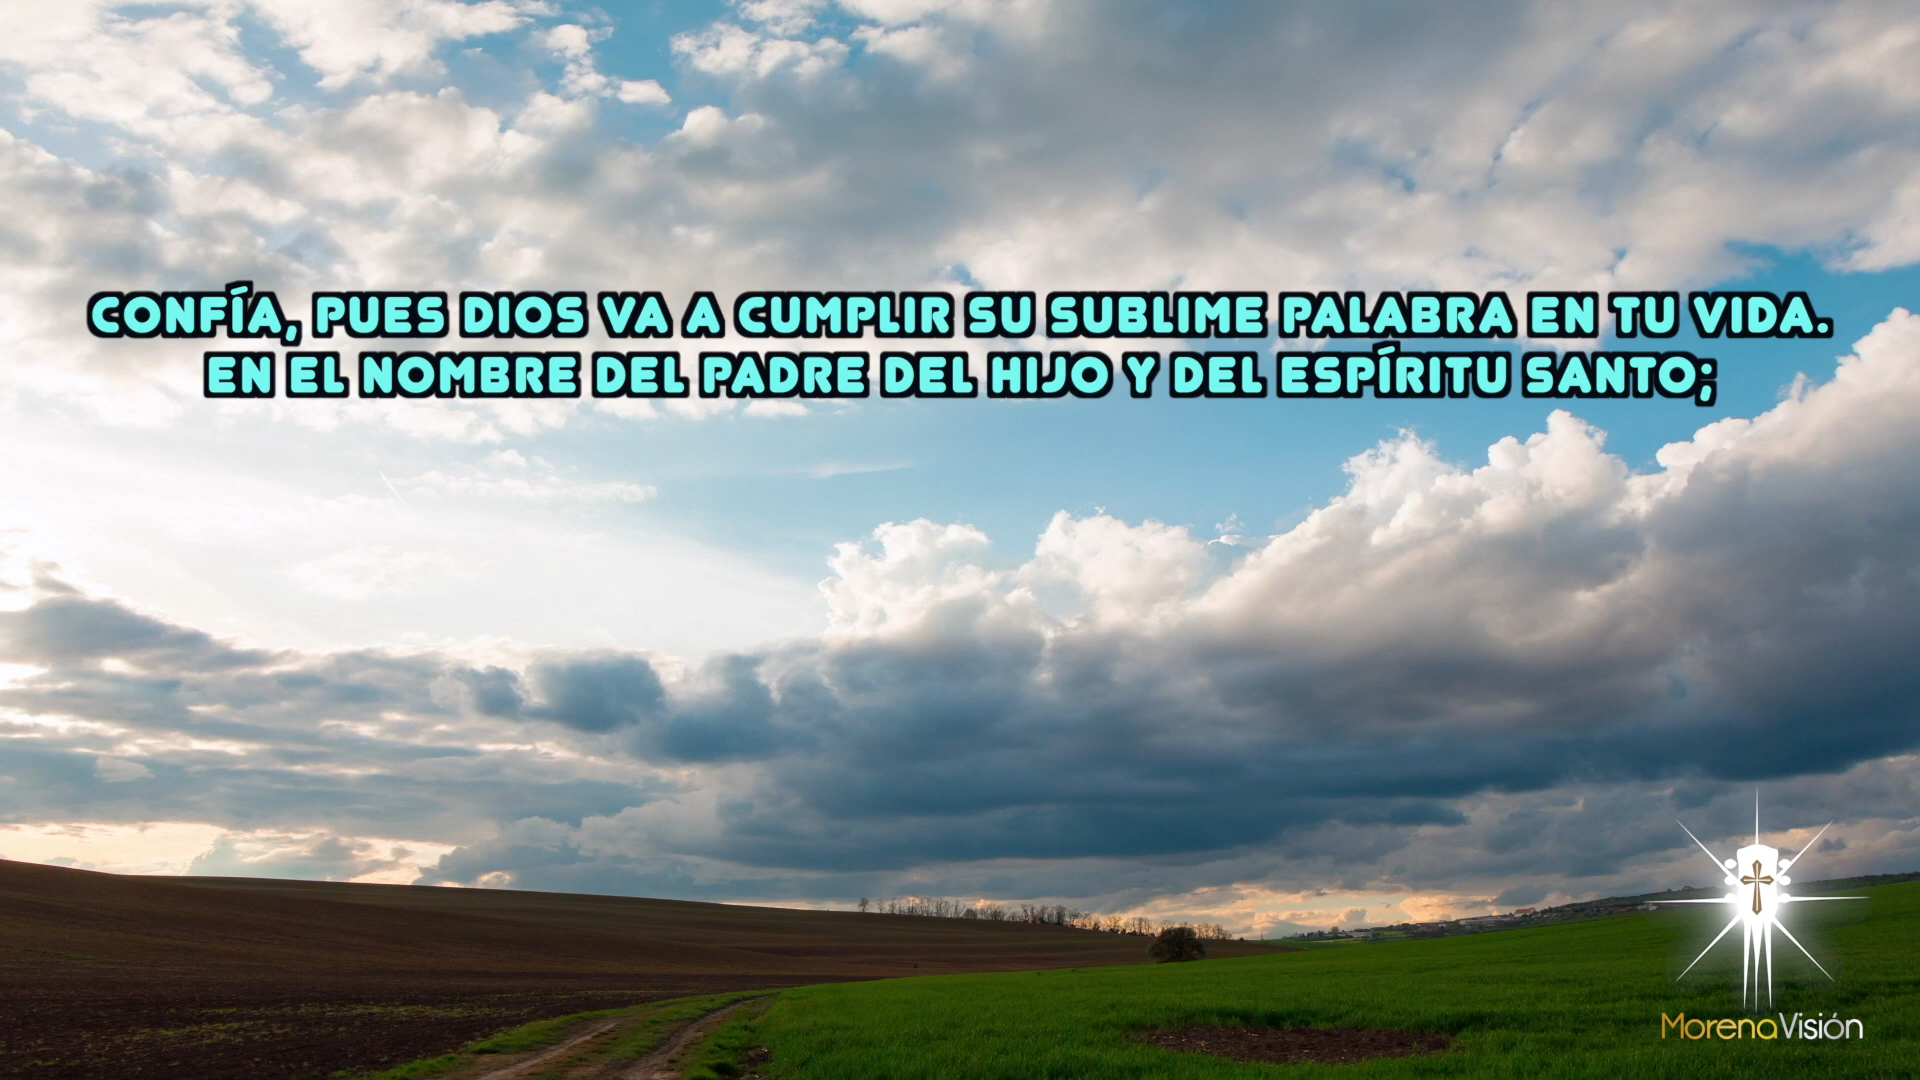 CONFÍA, PUES DIOS VA A CUMPLIR SU SUBLIME PALABRA EN TU VIDA.
EN EL NOMBRE DEL PADRE DEL HIJO Y DEL ESPÍRITU SANTO;
MorenaVisión